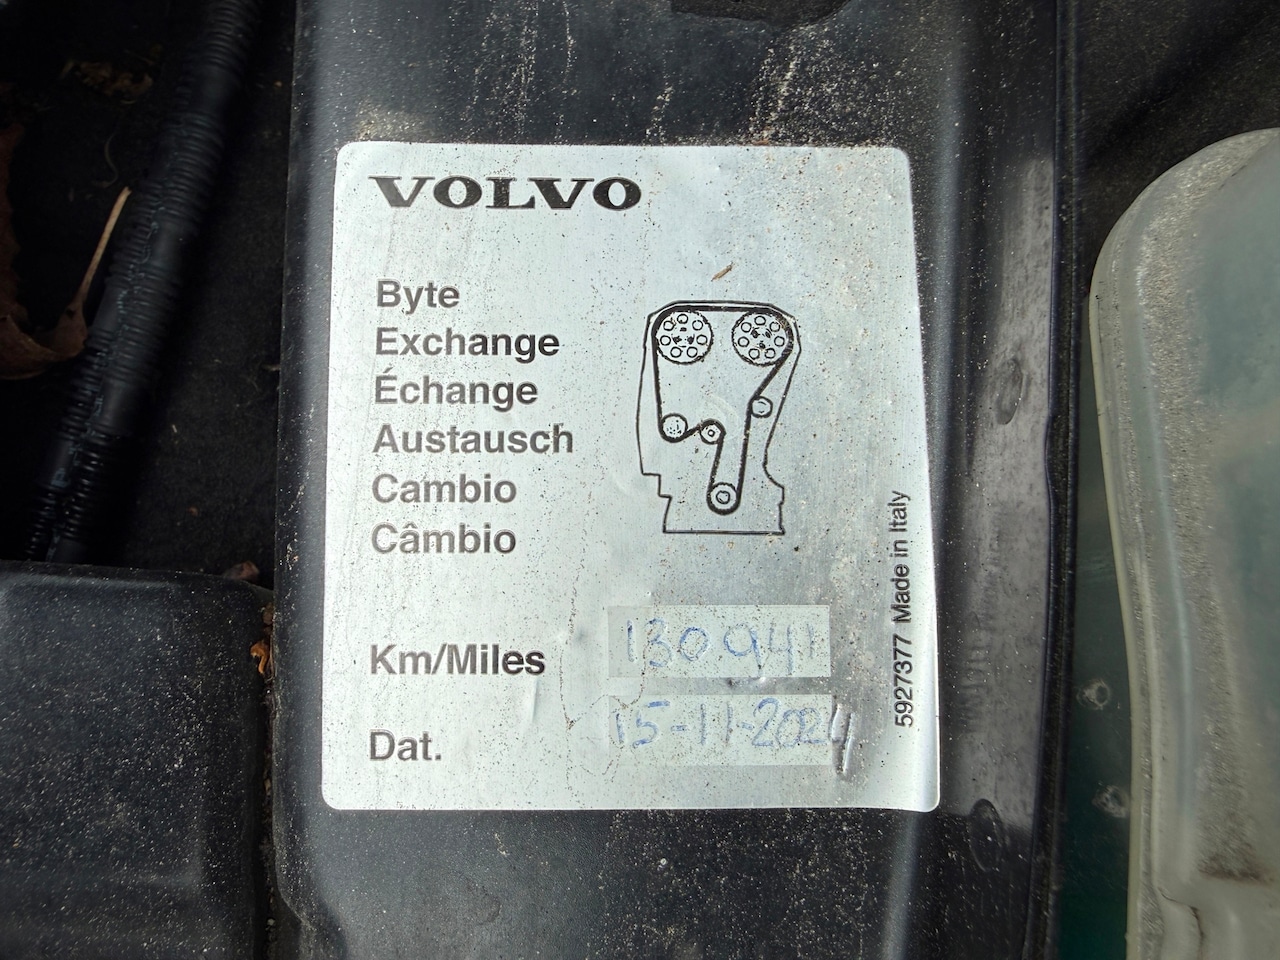 VOLVO
Byte
Exchange
Échange
Austausch
Cambio
Câmbio
Km/Miles 130941
Dat. 15-11-2024
5927377 Made in Italy